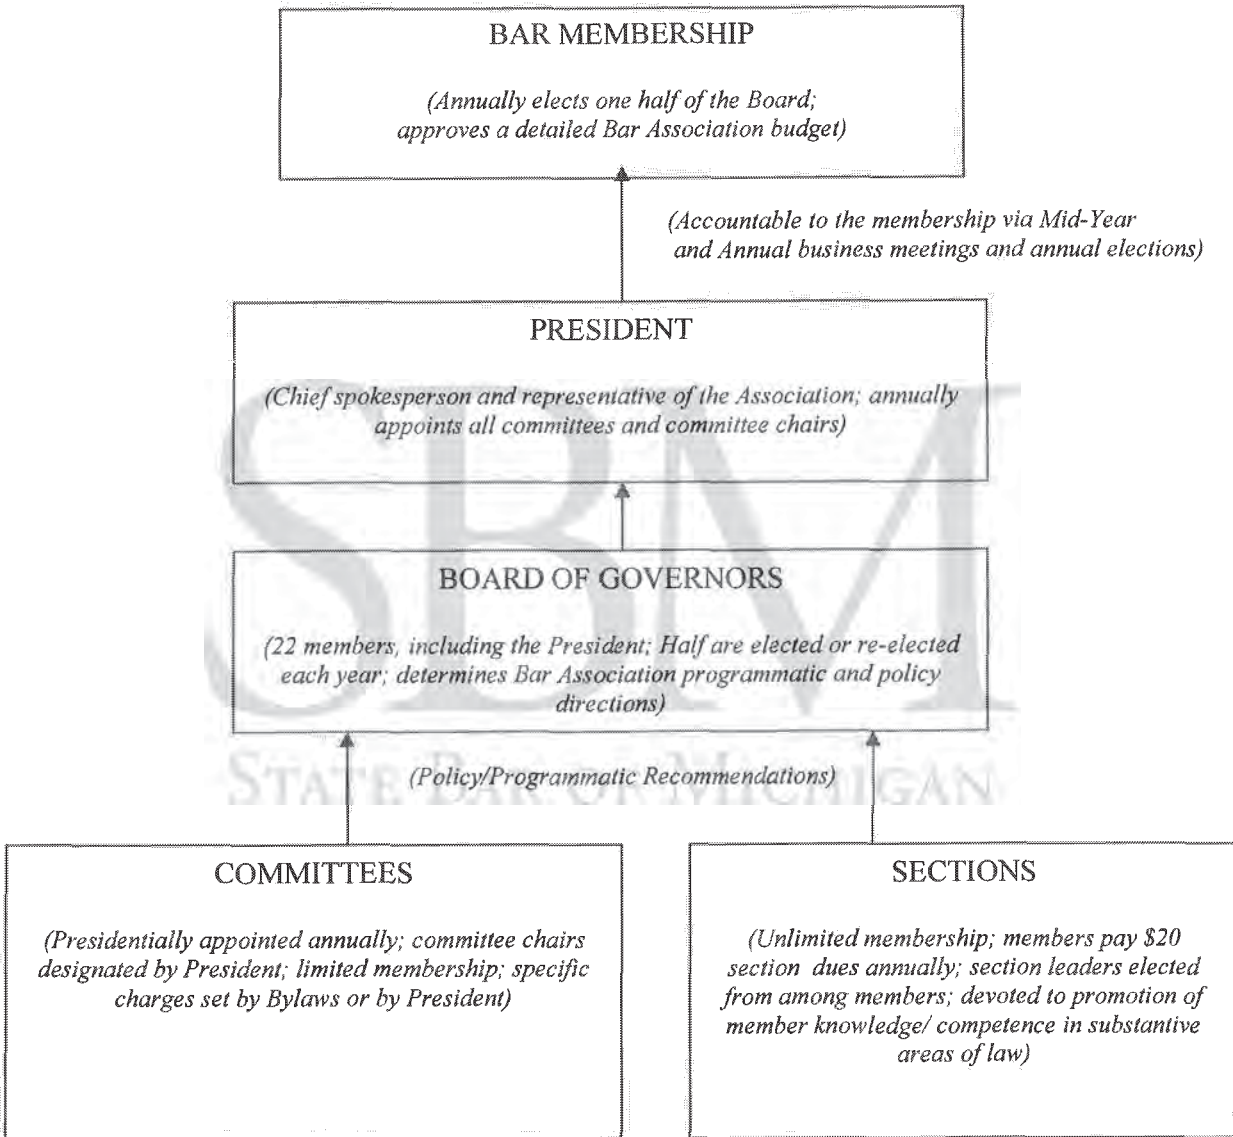 BAR MEMBERSHIP
(Annually elects one half of the Board;
approves a detailed Bar Association budget)
(Accountable to the membership via Mid-Year
and Annual business meetings and annual elections)
PRESIDENT
(Chief spokesperson and representative of the Association; annually
appoints all committees and committee chairs)
SBM
BOARD OF GOVERNORS
(22 members, including the President; Half are elected or re-elected
each year; determines Bar Association programmatic and policy
directions)
(Policy/Programmatic Recommendations)
STATE BAR OF MICHIGAN
COMMITTEES
(Presidentially appointed annually; committee chairs
designated by President; limited membership; specific
charges set by Bylaws or by President)
SECTIONS
(Unlimited membership; members pay $20
section dues annually; section leaders elected
from among members; devoted to promotion of
member knowledge/ competence in substantive
areas of law)